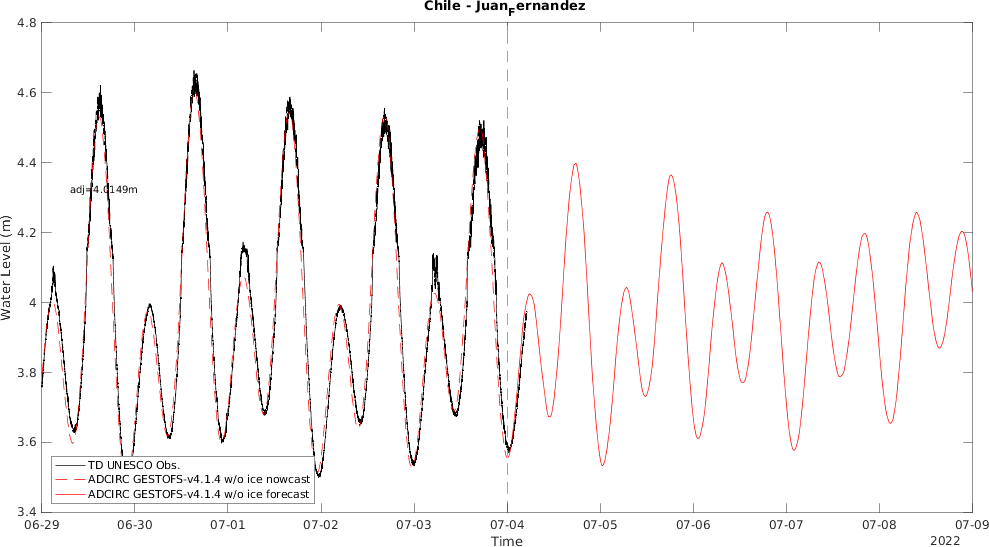 Chile - JuanFernandez
4.8
4.6
4.4
4.2
4
3.8
3.6
3.4
Water Level (m)
adj=4.0149m
TD UNESCO Obs.
ADCIRC GESTOFS-v4.1.4 w/o ice nowcast
ADCIRC GESTOFS-v4.1.4 w/o ice forecast
06-29 06-30 07-01 07-02 07-03 07-04 07-05 07-06 07-07 07-08 07-09
Time
2022